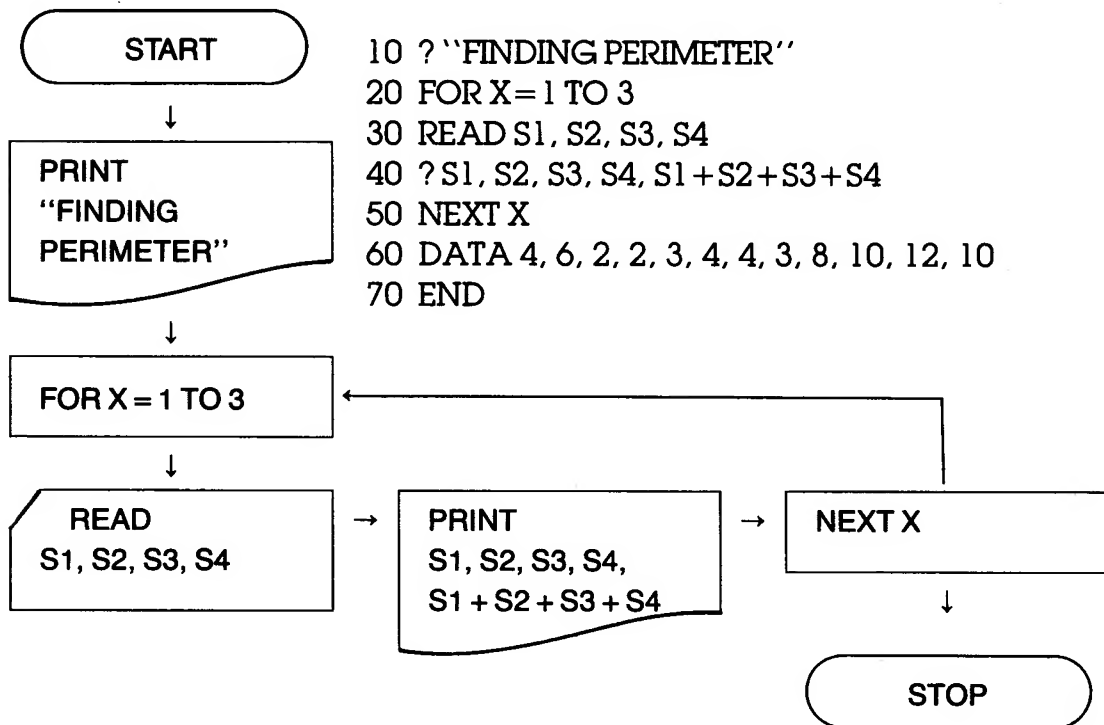 START
10 ? "FINDING PERIMETER"
20 FOR X=1 TO 3
30 READ S1, S2, S3, S4
40 ? S1, S2, S3, S4, S1+S2+S3+S4
50 NEXT X
60 DATA 4, 6, 2, 2, 3, 4, 4, 3, 8, 10, 12, 10
70 END
PRINT
"FINDING
PERIMETER"
FOR X = 1 TO 3
READ
S1, S2, S3, S4
PRINT
S1, S2, S3, S4,
S1 + S2 + S3 + S4
NEXT X
STOP